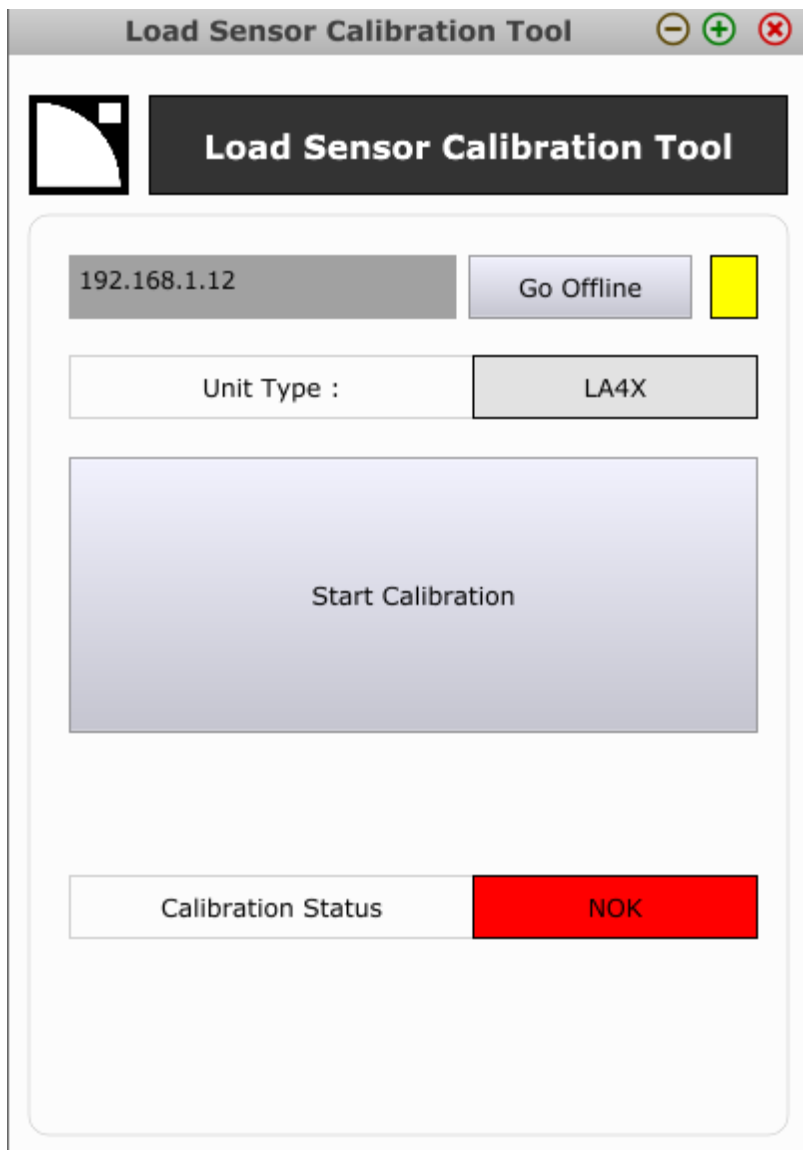 Load Sensor Calibration Tool
Load Sensor Calibration Tool
192.168.1.12
Go Offline
Unit Type :
LA4X
Start Calibration
Calibration Status
NOK